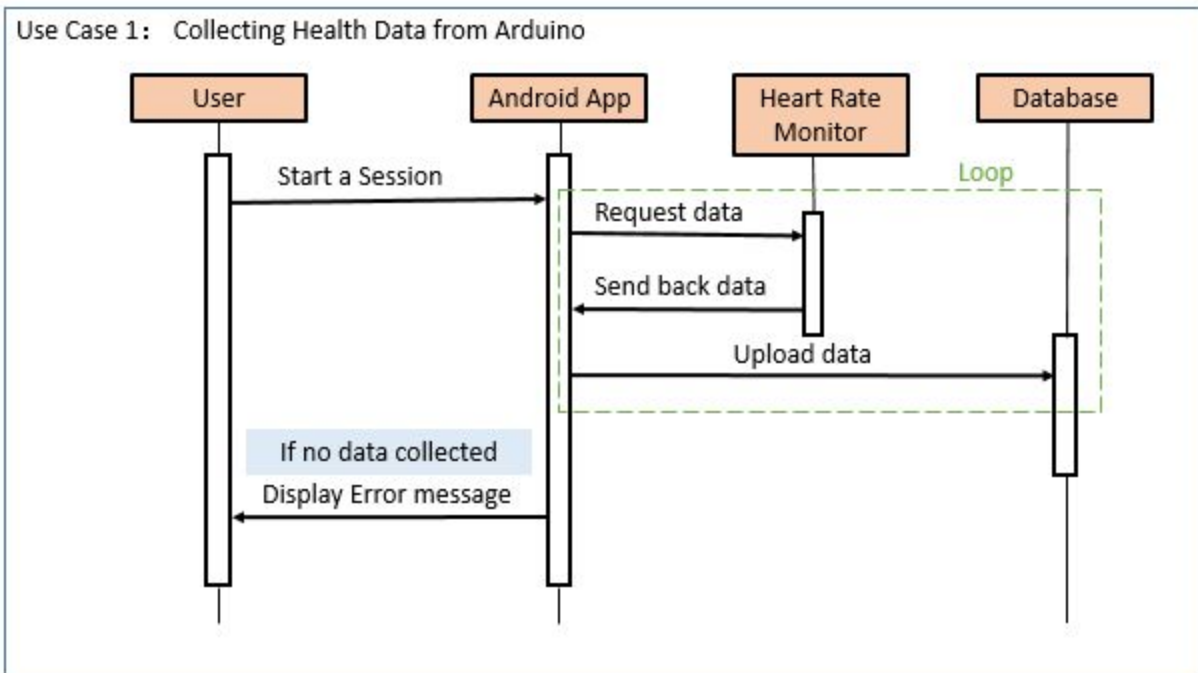 Use Case 1： Collecting Health Data from Arduino
User
Android App
Heart Rate
Monitor
Database
Loop
Start a Session
Request data
Send back data
Upload data
If no data collected
Display Error message